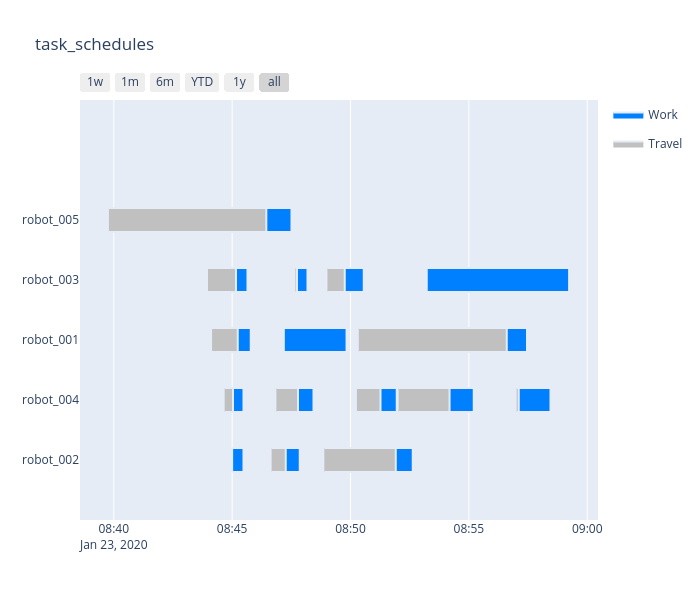 task_schedules
1w 1m 6m YTD 1y all
Work
Travel
robot_005
robot_003
robot_001
robot_004
robot_002
08:40 08:45 08:50 08:55 09:00
Jan 23, 2020